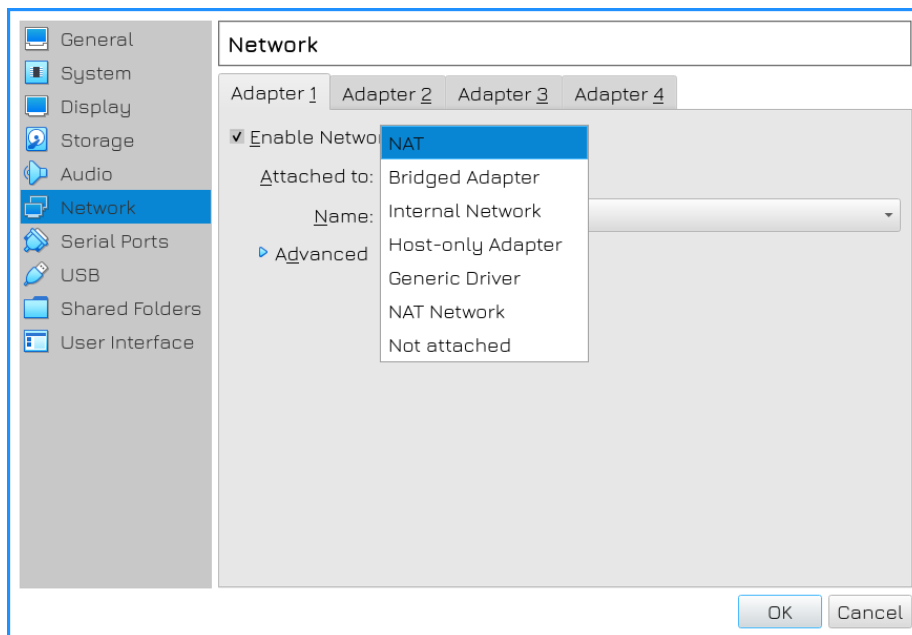 General
System
Display
Storage
Audio
Network
Serial Ports
USB
Shared Folders
User Interface
Network
Adapter 1 Adapter 2 Adapter 3 Adapter 4
Enable Networ
Attached to:
Name:
Advanced
NAT
Bridged Adapter
Internal Network
Host-only Adapter
Generic Driver
NAT Network
Not attached
OK Cancel